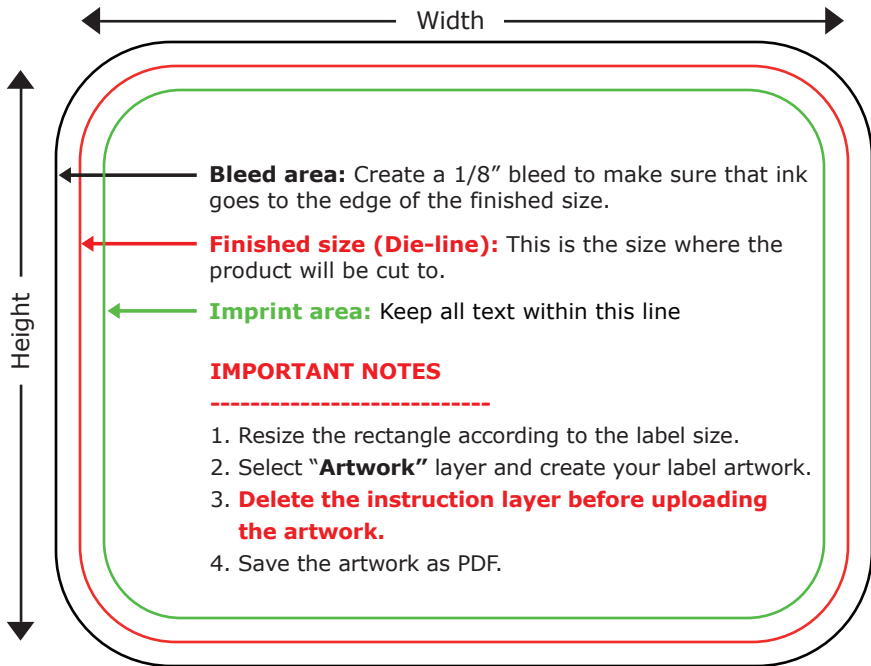 Width
Height
Bleed area: Create a 1/8” bleed to make sure that ink
goes to the edge of the finished size.
Finished size (Die-line): This is the size where the
product will be cut to.
Imprint area: Keep all text within this line
IMPORTANT NOTES
----------------------------
1. Resize the rectangle according to the label size.
2. Select “Artwork” layer and create your label artwork.
3. Delete the instruction layer before uploading
the artwork.
4. Save the artwork as PDF.